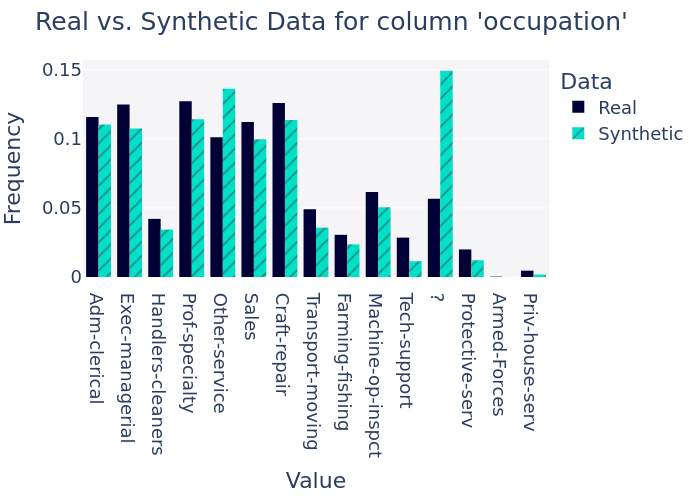 Real vs. Synthetic Data for column 'occupation'
Data
Real
Synthetic
Frequency
0.15
0.1
0.05
0
Adm-clerical
Exec-managerial
Handlers-cleaners
Prof-specialty
Other-service
Sales
Craft-repair
Transport-moving
Farming-fishing
Machine-op-inspct
Tech-support
?
Protective-serv
Armed-Forces
Priv-house-serv
Value